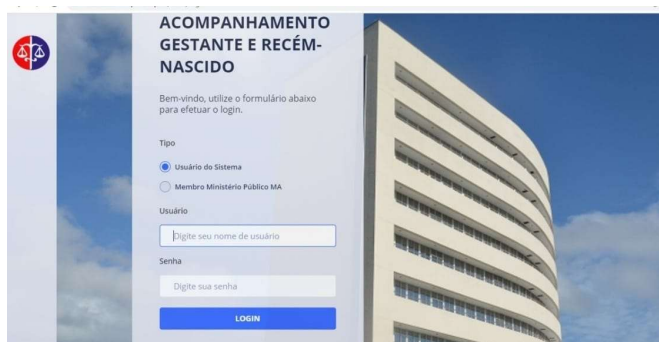 ACOMPANHAMENTO
GESTANTE E RECÉM-
NASCIDO
Bem-vindo, utilize o formulário abaixo
para efetuar o login.
Tipo
Usuário do Sistema
Membro Ministério Público MA
Usuário
Digite seu nome de usuário
Senha
Digite sua senha
LOGIN